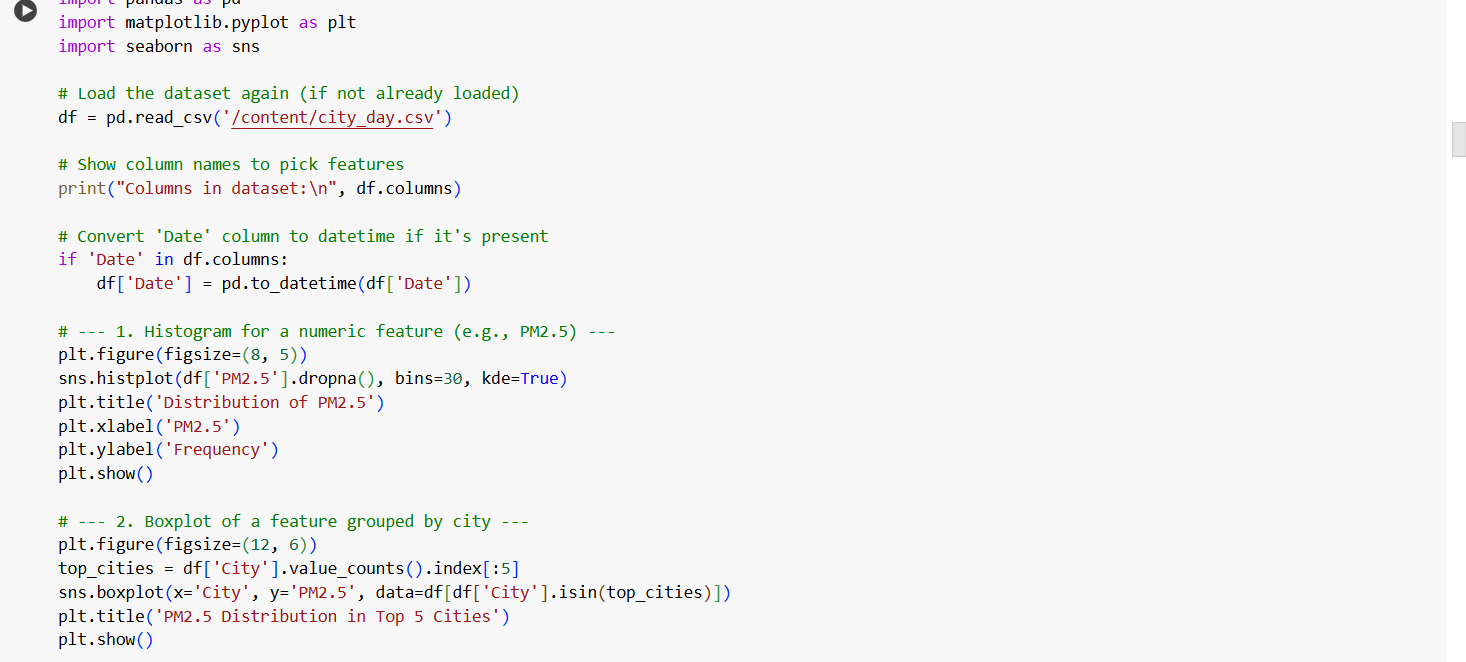 import pandas as pd
import matplotlib.pyplot as plt
import seaborn as sns
# Load the dataset again (if not already loaded)
df = pd.read_csv('/content/city_day.csv')
# Show column names to pick features
print("Columns in dataset:\n", df.columns)
# Convert 'Date' column to datetime if it's present
if 'Date' in df.columns:
    df['Date'] = pd.to_datetime(df['Date'])
# --- 1. Histogram for a numeric feature (e.g., PM2.5) ---
plt.figure(figsize=(8, 5))
sns.histplot(df['PM2.5'].dropna(), bins=30, kde=True)
plt.title('Distribution of PM2.5')
plt.xlabel('PM2.5')
plt.ylabel('Frequency')
plt.show()
# --- 2. Boxplot of a feature grouped by city ---
plt.figure(figsize=(12, 6))
top_cities = df['City'].value_counts().index[:5]
sns.boxplot(x='City', y='PM2.5', data=df[df['City'].isin(top_cities)])
plt.title('PM2.5 Distribution in Top 5 Cities')
plt.show()